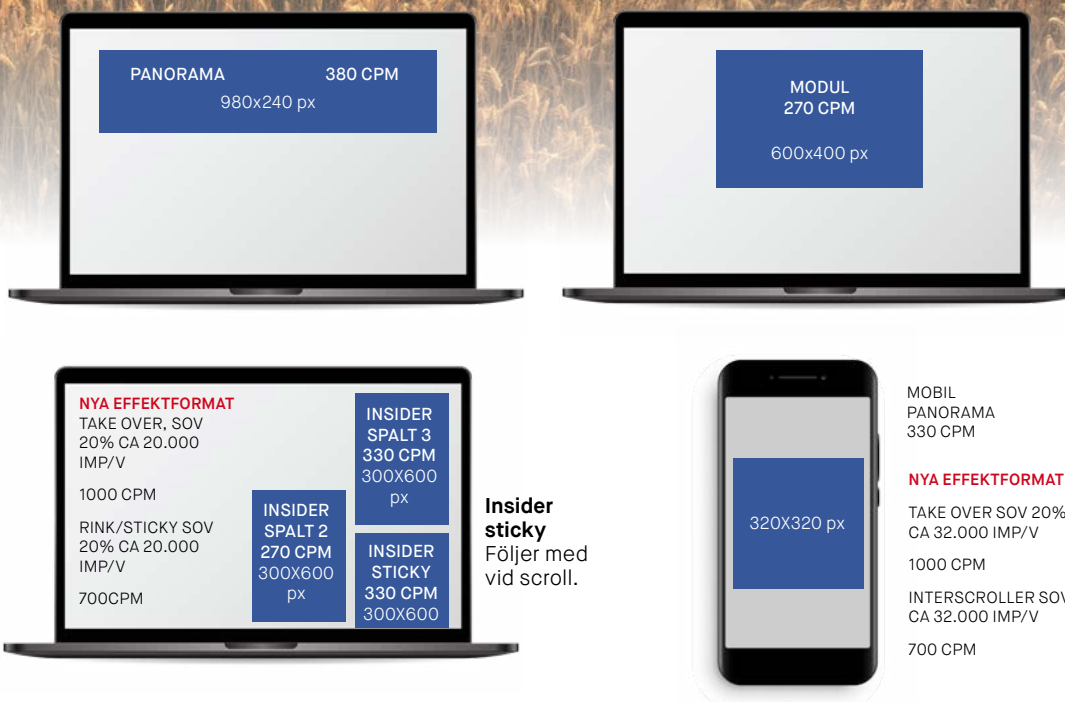 PANORAMA 380 CPM
980x240 px
MODUL
270 CPM
600x400 px
NYA EFFEKTFORMAT
TAKE OVER, SOV
20% CA 20.000
IMP/V
1000 CPM
RINK/STICKY SOV
20% CA 20.000
IMP/V
700CPM
INSIDER
SPALT 2
270 CPM
300X600
px
INSIDER
SPALT 3
330 CPM
300X600
px
INSIDER
STICKY
330 CPM
300X600
Insider
sticky
Följer med
vid scroll.
320X320 px
MOBIL
PANORAMA
330 CPM
NYA EFFEKTFORMAT
TAKE OVER SOV 20%
CA 32.000 IMP/V
1000 CPM
INTERSCROLLER SOV
CA 32.000 IMP/V
700 CPM